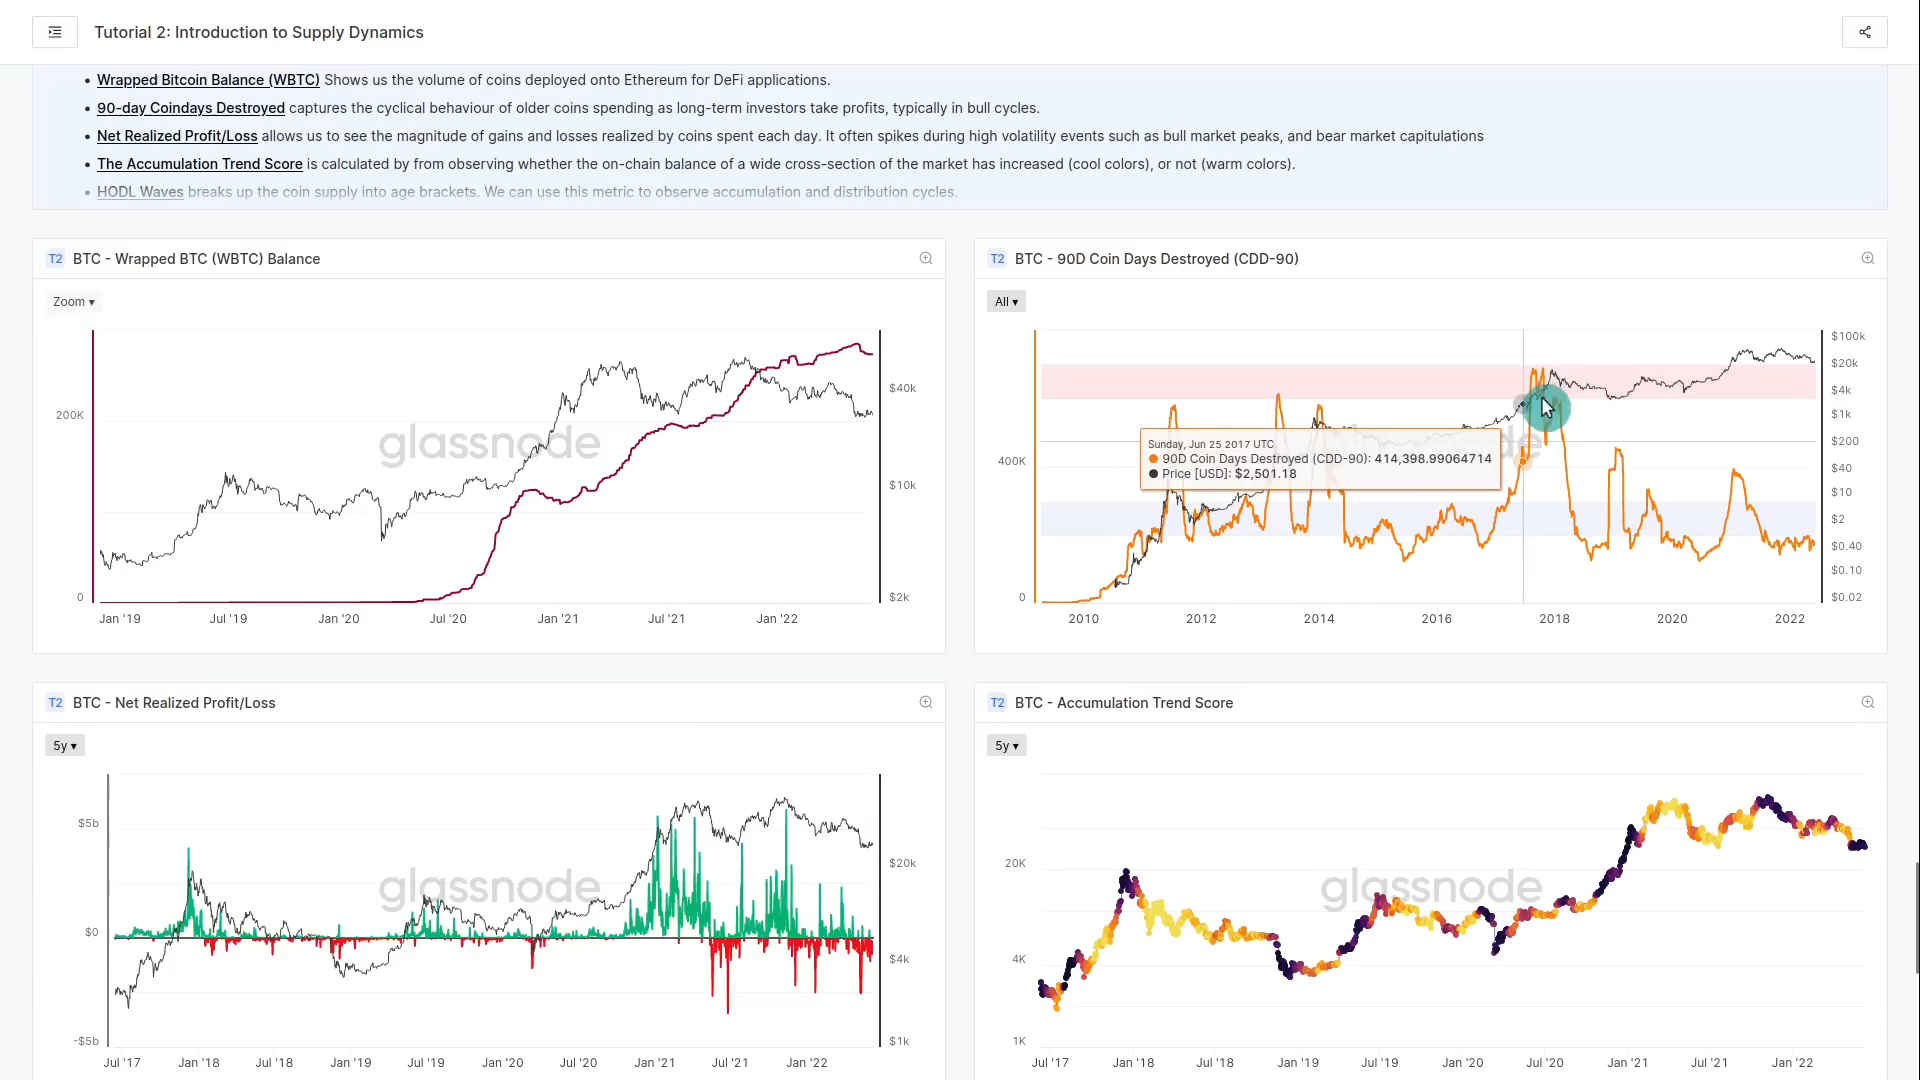 Tutorial 2: Introduction to Supply Dynamics
• Wrapped Bitcoin Balance (WBTC) Shows us the volume of coins deployed onto Ethereum for DeFi applications.
• 90-day Coindays Destroyed captures the cyclical behaviour of older coins spending as long-term investors take profits, typically in bull cycles.
• Net Realized Profit/Loss allows us to see the magnitude of gains and losses realized by coins spent each day. It often spikes during high volatility events such as bull market peaks, and bear market capitulations
• The Accumulation Trend Score is calculated by from observing whether the on-chain balance of a wide cross-section of the market has increased (cool colors), or not (warm colors).
• HODL Waves breaks up the coin supply into age brackets. We can use this metric to observe accumulation and distribution cycles.
T2 BTC - Wrapped BTC (WBTC) Balance
Zoom ▾
200K
0
$40k
$10k
$2k
glassnode
Jan '19 Jul '19 Jan '20 Jul '20 Jan '21 Jul '21 Jan '22
T2 BTC - 90D Coin Days Destroyed (CDD-90)
All ▾
400K
0
$100k
$20k
$4k
$1k
$200
$40
$10
$2
$0.40
$0.10
$0.02
de
Sunday, Jun 25 2017 UTC
90D Coin Days Destroyed (CDD-90): 414,398.99064714
Price [USD]: $2,501.18
2010 2012 2014 2016 2018 2020 2022
T2 BTC - Net Realized Profit/Loss
5y ▾
$5b
$0
-$5b
$20k
$4k
$1k
glassnode
Jul '17 Jan '18 Jul '18 Jan '19 Jul '19 Jan '20 Jul '20 Jan '21 Jul '21 Jan '22
T2 BTC - Accumulation Trend Score
5y ▾
20K
4K
1K
glassnode
Jul '17 Jan '18 Jul '18 Jan '19 Jul '19 Jan '20 Jul '20 Jan '21 Jul '21 Jan '22